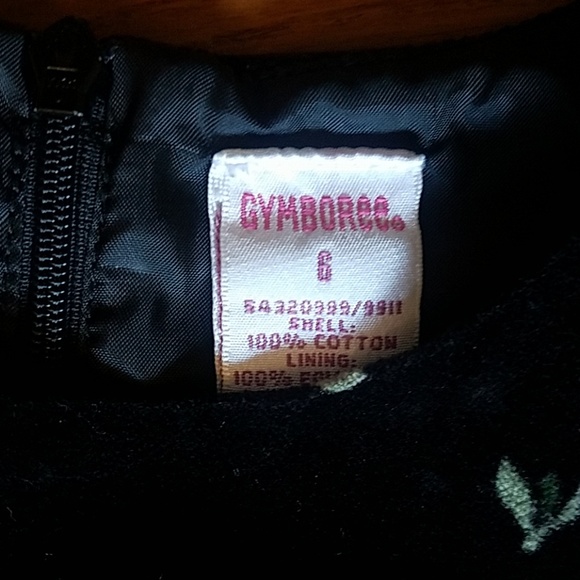 GYMBOREE®
6
54320999/9911
SHELL:
100% COTTON
LINING:
100%